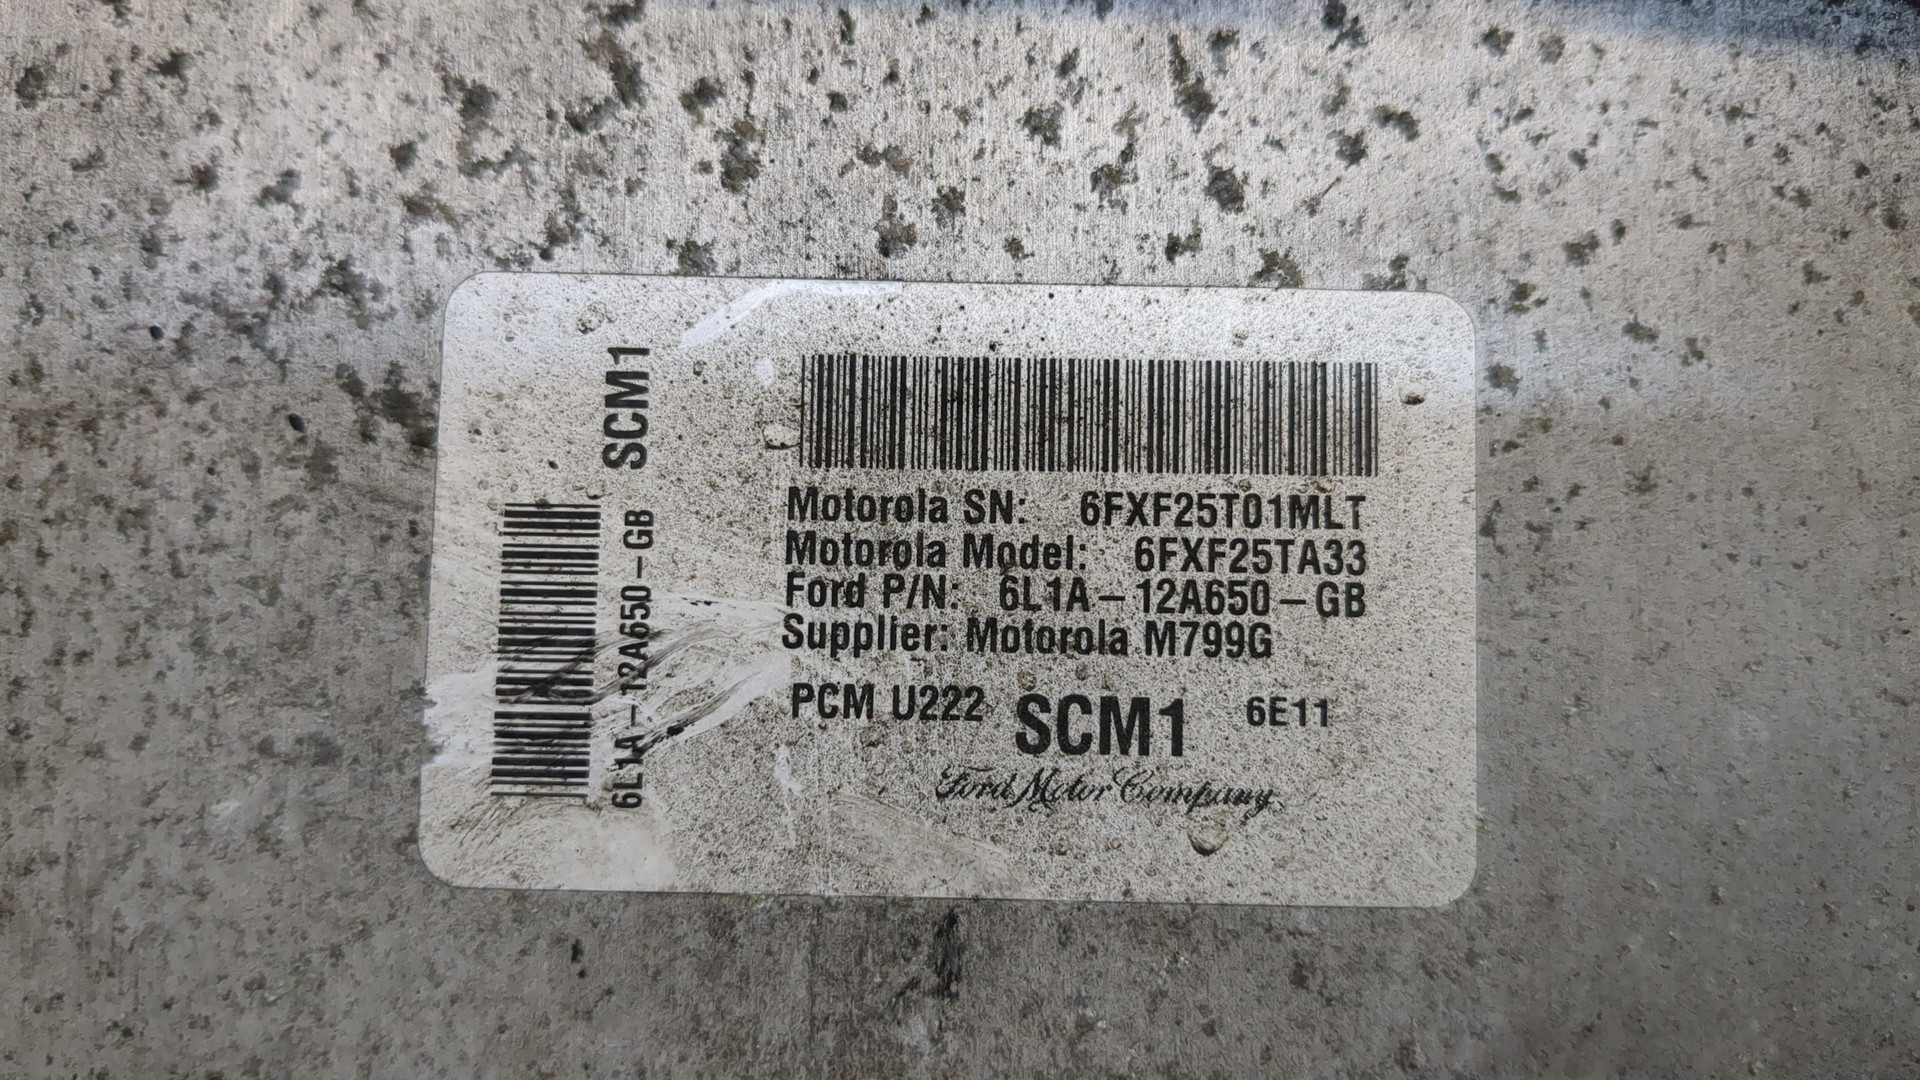 SCM1
6L1A-12A650-GB
Motorola SN: 6FXF25T01MLT
Motorola Model: 6FXF25TA33
Ford P/N: 6L1A-12A650-GB
Supplier: Motorola M799G
PCM U222 SCM1 6E11
Ford Motor Company